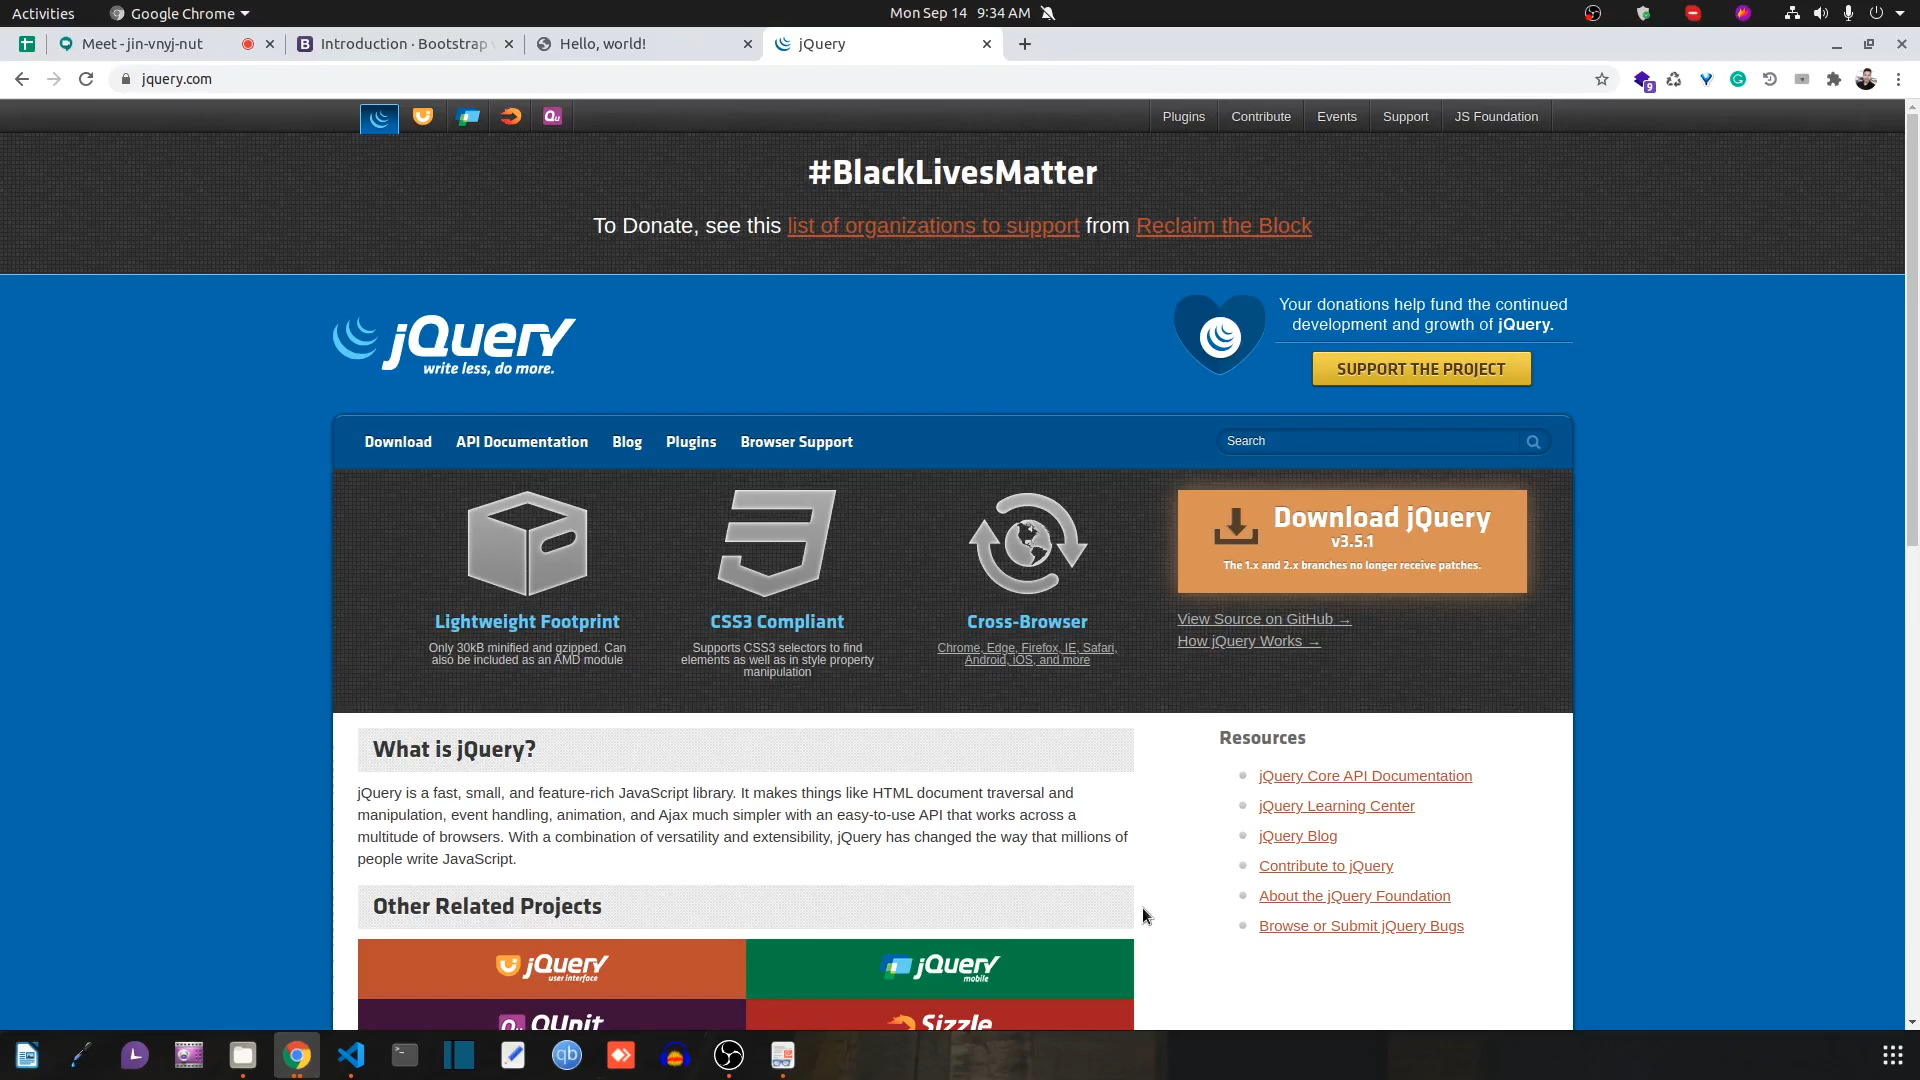 Activities Google Chrome Mon Sep 14 9:34 AM
Meet - jin-vnyj-nut Introduction · Bootstrap v Hello, world! jQuery
jquery.com
9
Plugins Contribute Events Support JS Foundation
#BlackLivesMatter
To Donate, see this list of organizations to support from Reclaim the Block
jQuery
write less, do more.
Your donations help fund the continued
development and growth of jQuery.
SUPPORT THE PROJECT
Download API Documentation Blog Plugins Browser Support Search
Lightweight Footprint
Only 30kB minified and gzipped. Can
also be included as an AMD module
CSS3 Compliant
Supports CSS3 selectors to find
elements as well as in style property
manipulation
Cross-Browser
Chrome, Edge, Firefox, IE, Safari,
Android, iOS, and more
Download jQuery
v3.5.1
The 1.x and 2.x branches no longer receive patches.
View Source on GitHub →
How jQuery Works →
What is jQuery?
jQuery is a fast, small, and feature-rich JavaScript library. It makes things like HTML document traversal and
manipulation, event handling, animation, and Ajax much simpler with an easy-to-use API that works across a
multitude of browsers. With a combination of versatility and extensibility, jQuery has changed the way that millions of
people write JavaScript.
Resources
jQuery Core API Documentation
jQuery Learning Center
jQuery Blog
Contribute to jQuery
About the jQuery Foundation
Browse or Submit jQuery Bugs
Other Related Projects
jQuery
user interface
jQuery
mobile
QUnit
Sizzle
qb